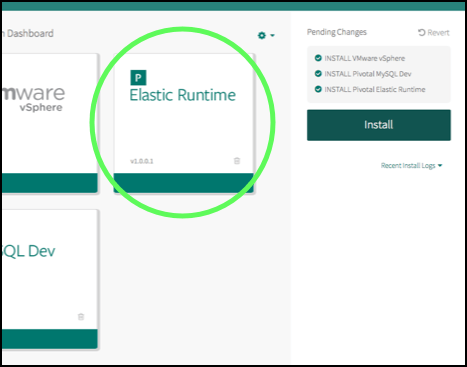 n Dashboard
mware
vSphere
P
Elastic Runtime
v1.0.0.1
SQL Dev
Pending Changes
Revert
INSTALL VMware vSphere
INSTALL Pivotal MySQL Dev
INSTALL Pivotal Elastic Runtime
Install
Recent Install Logs